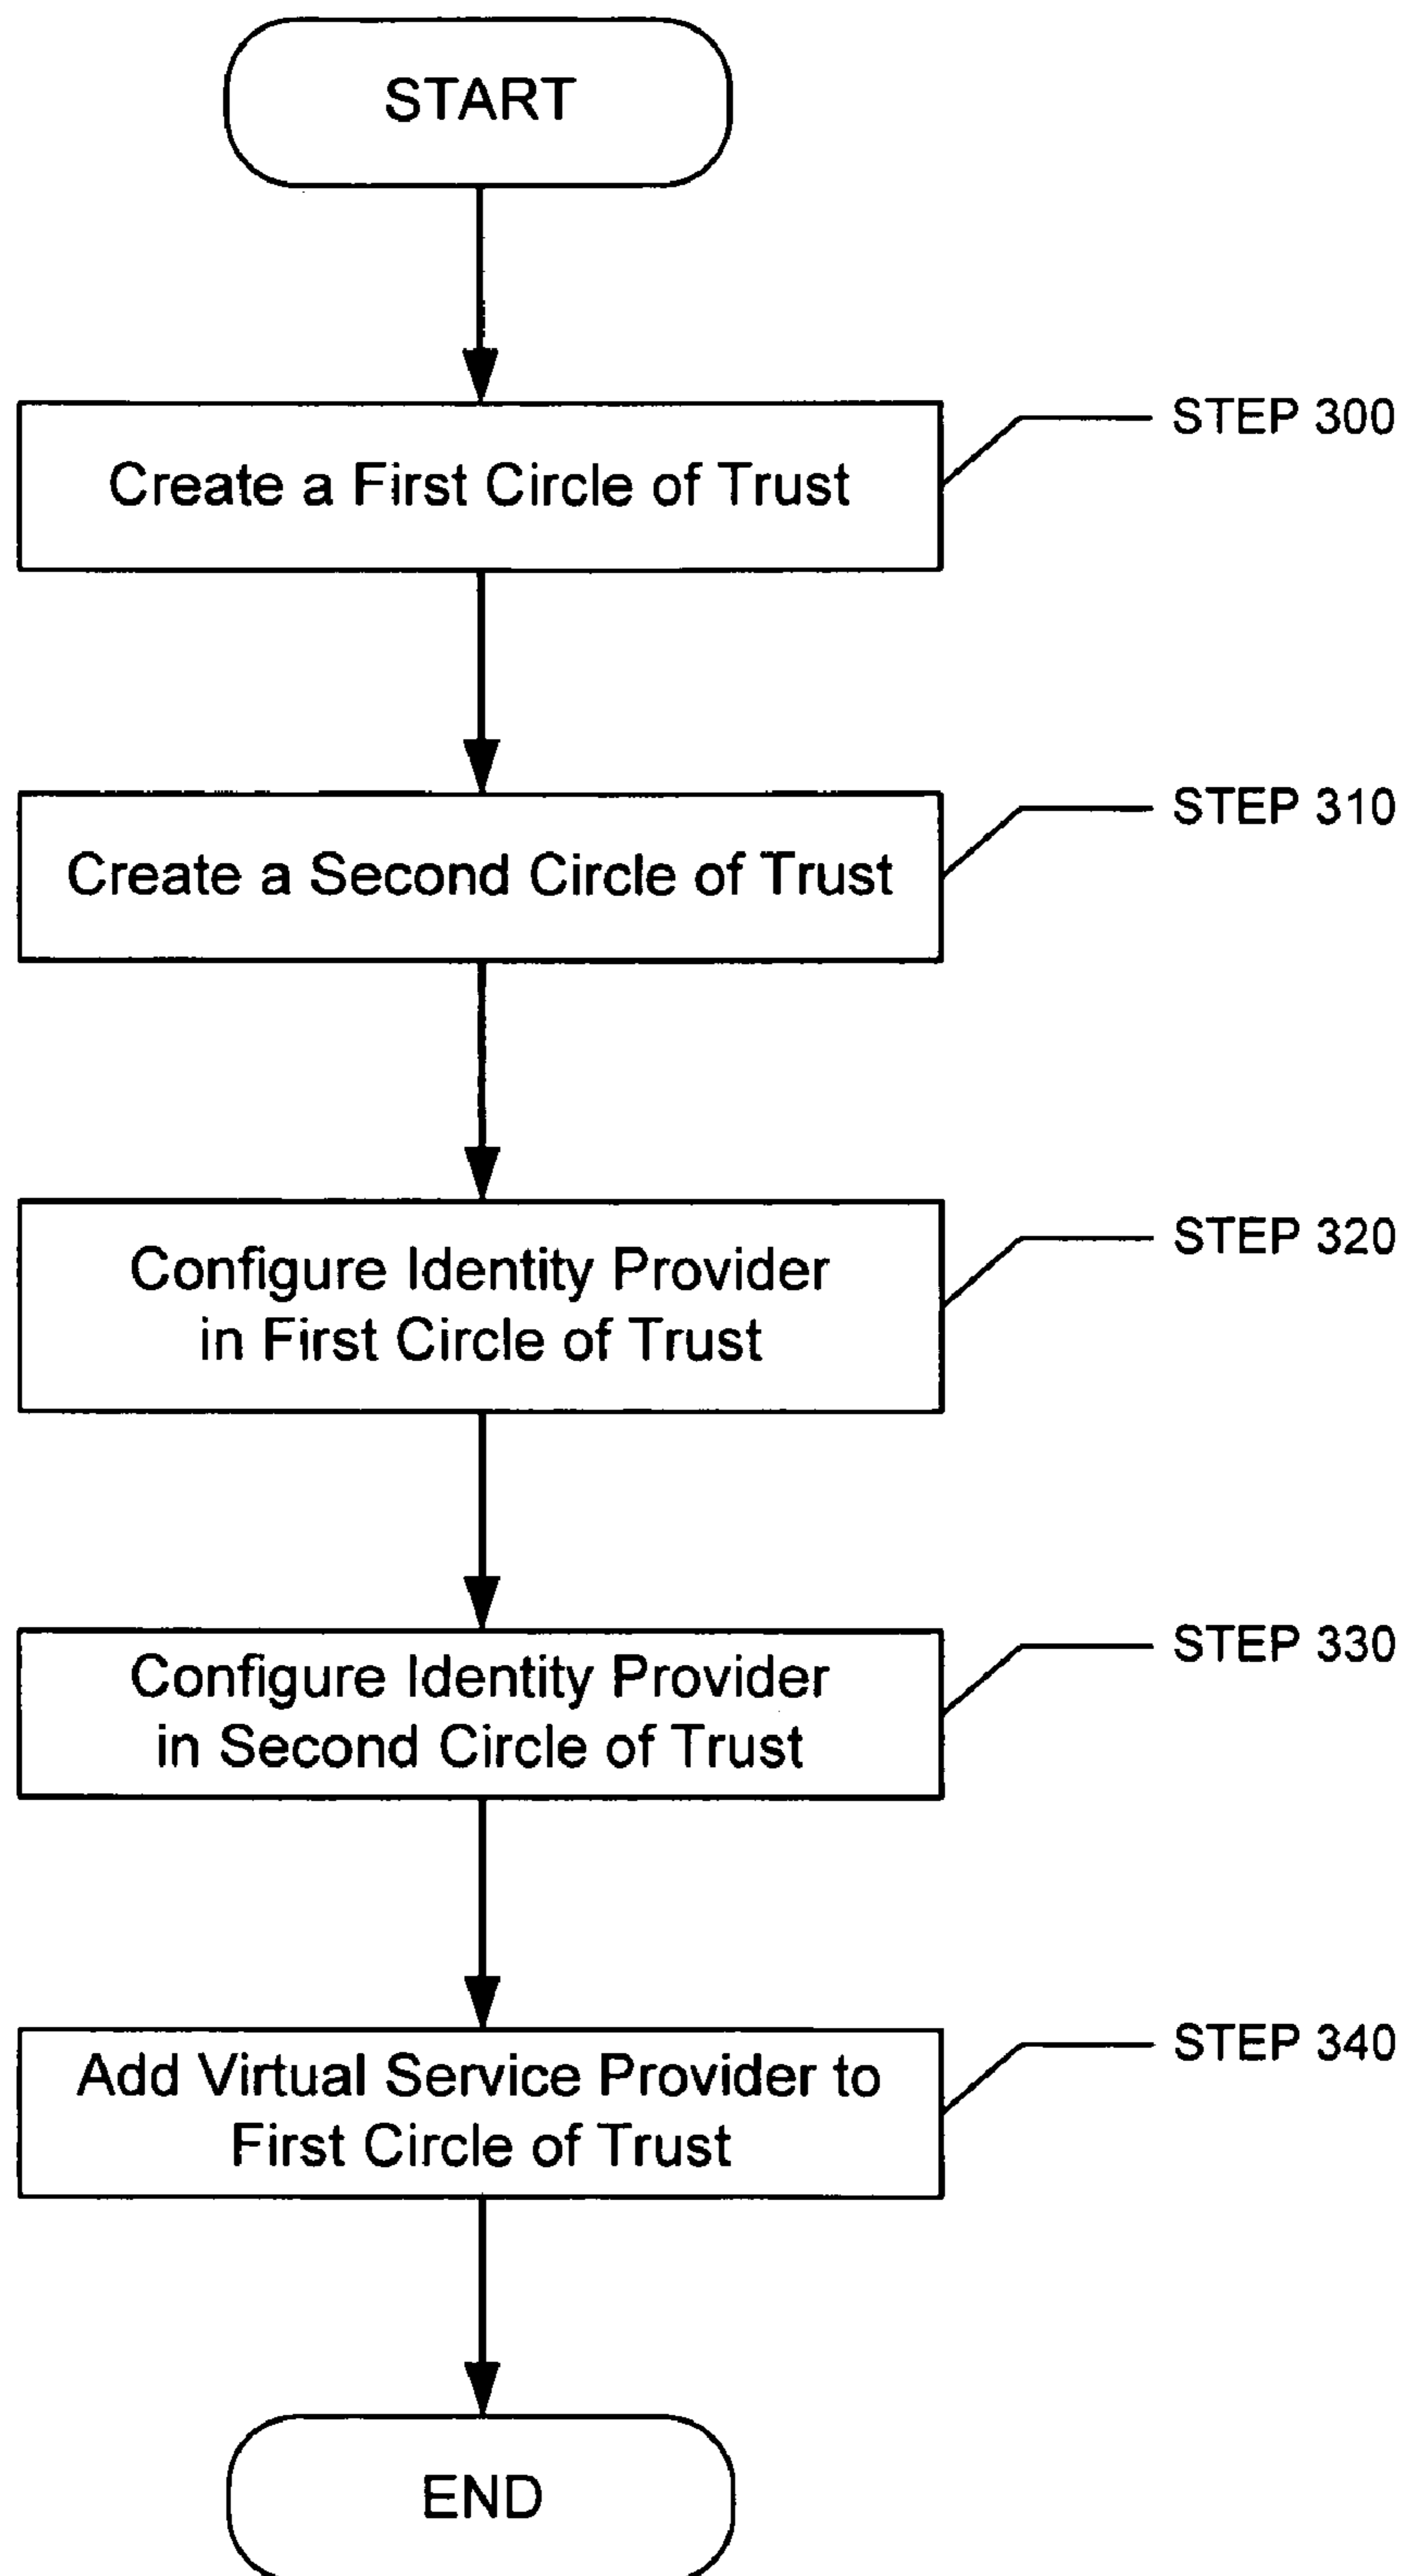 START
Create a First Circle of Trust
STEP 300
Create a Second Circle of Trust
STEP 310
Configure Identity Provider
in First Circle of Trust
STEP 320
Configure Identity Provider
in Second Circle of Trust
STEP 330
Add Virtual Service Provider to
First Circle of Trust
STEP 340
END